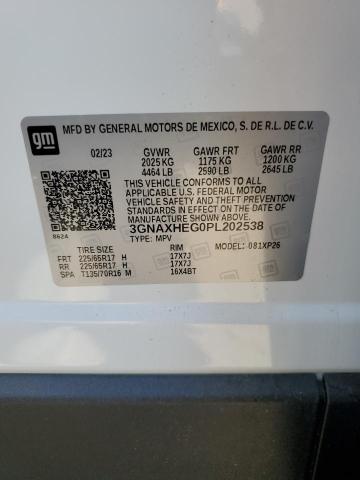 gm
MFD BY GENERAL MOTORS DE MEXICO, S. DE R.L. DE C.V.
02/23 GVWR GAWR FRT GAWR RR
2025 KG 1175 KG 1200 KG
4464 LB 2590 LB 2645 LB
THIS VEHICLE CONFORMS TO ALL
APPLICABLE U.S. FEDERAL MOTOR
VEHICLE SAFETY AND THEFT
PREVENTION STANDARDS IN EFFECT
ON THE DATE OF MANUFACTURE
SHOWN ABOVE.
3GNAXHEG0PL202538
8624
TYPE: MPV MODEL: 081XP26
TIRE SIZE RIM
FRT 225/65R17 H 17X7J
RR 225/65R17 H 17X7J
SPA T135/70R16 M 16X4BT